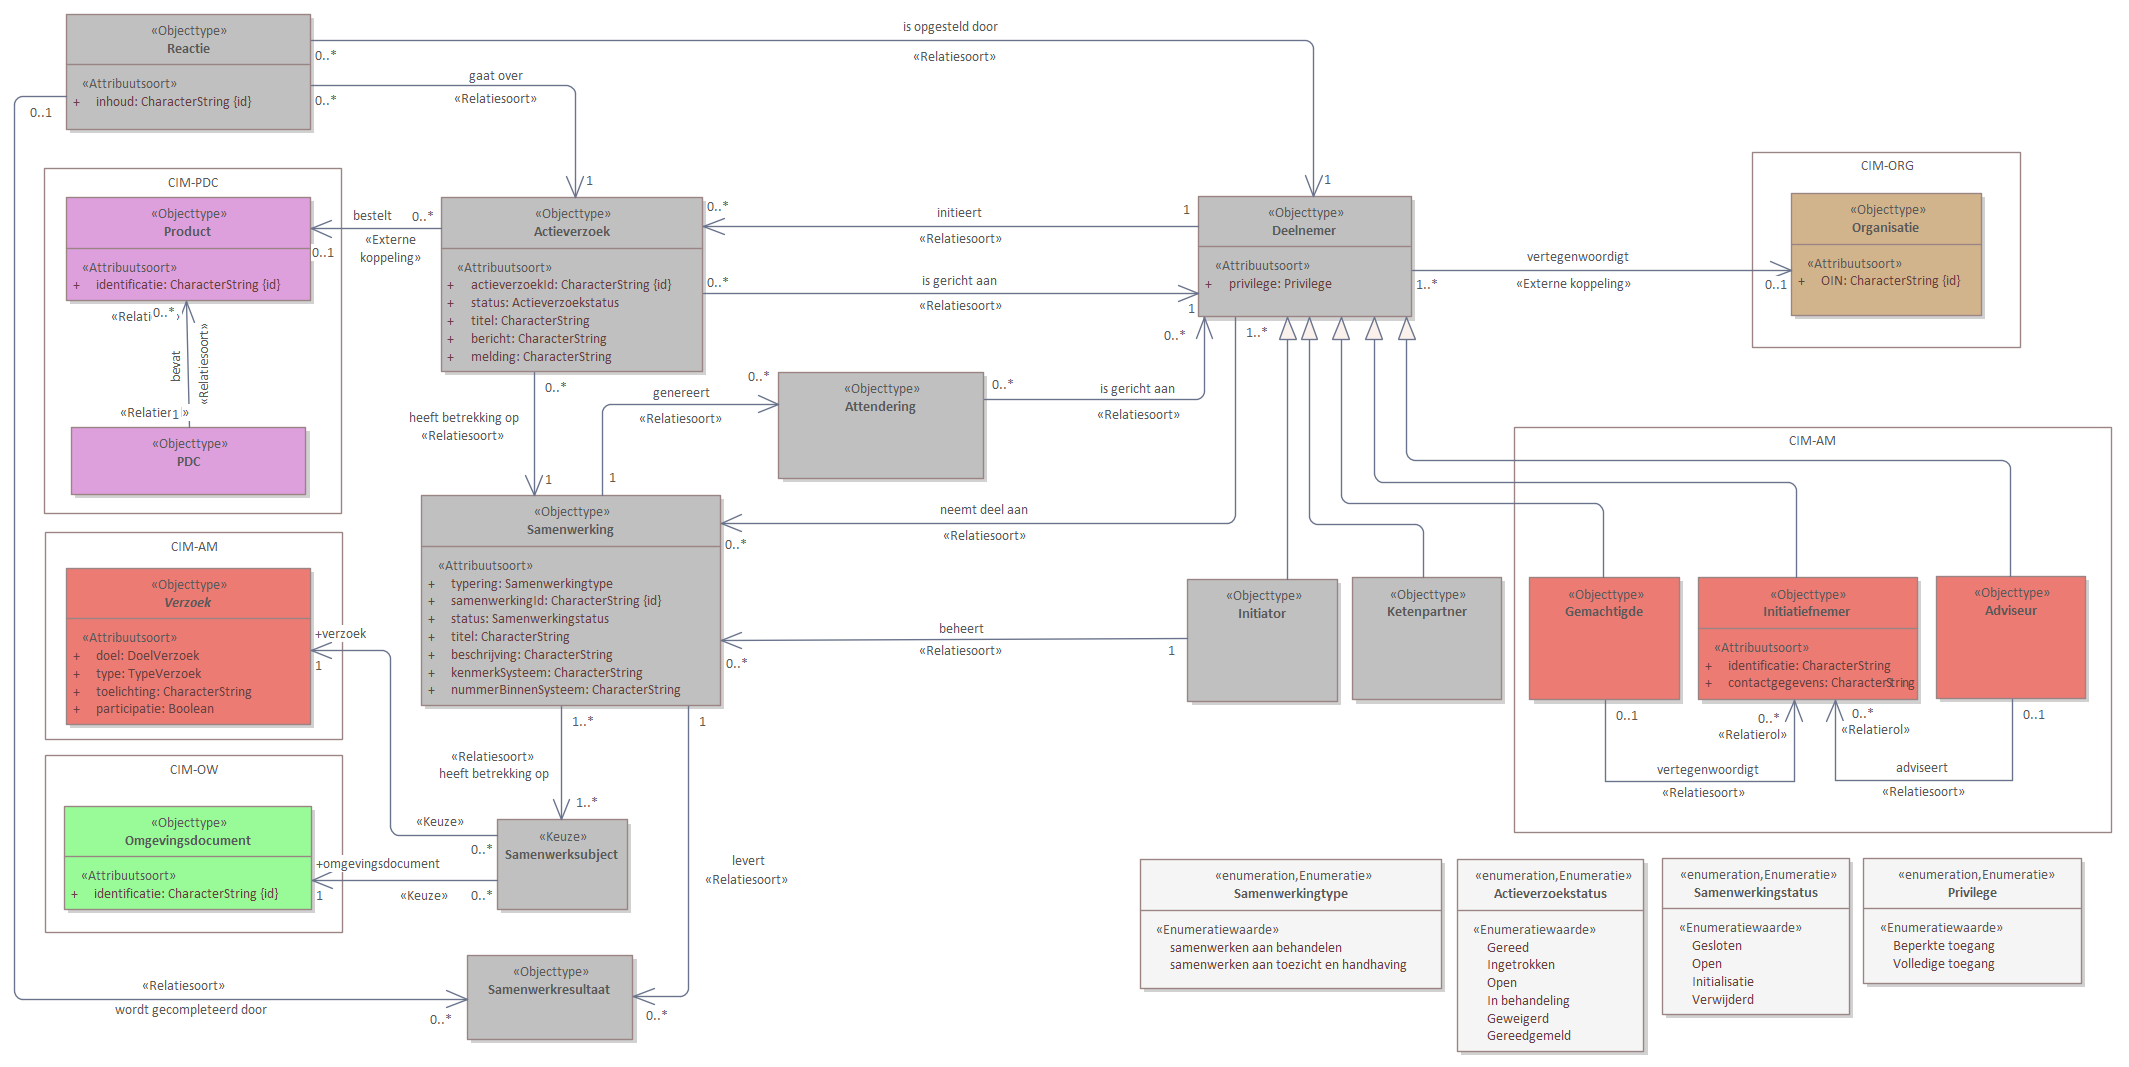 «Objecttype»
Reactie
«Attribuutsoort»
+ inhoud: CharacterString {id}
is opgesteld door
«Relatiesoort»
0..*
1
gaat over
«Relatiesoort»
0..*
1
0..1
CIM-PDC
«Objecttype»
Product
«Attribuutsoort»
+ identificatie: CharacterString {id}
bestelt
0..*
«Externe
koppeling»
0..1
«Relati
0..*
»
bevat
«Relatiesoort»
«Relatier
1
»
«Objecttype»
PDC
«Objecttype»
Actieverzoek
«Attribuutsoort»
+ actieverzoekId: CharacterString {id}
+ status: Actieverzoekstatus
+ titel: CharacterString
+ bericht: CharacterString
+ melding: CharacterString
0..*
initieert
1
«Relatiesoort»
0..*
is gericht aan
«Relatiesoort»
1
«Objecttype»
Deelnemer
«Attribuutsoort»
+ privilege: Privilege
vertegenwoordigt
«Externe koppeling»
1..*
0..1
CIM-ORG
«Objecttype»
Organisatie
«Attribuutsoort»
+ OIN: CharacterString {id}
0..*
heeft betrekking op
«Relatiesoort»
1
genereert
«Relatiesoort»
1
0..*
«Objecttype»
Attendering
0..*
is gericht aan
«Relatiesoort»
0..*
1..*
neemt deel aan
«Relatiesoort»
0..*
«Objecttype»
Samenwerking
«Attribuutsoort»
+ typering: Samenwerkingtype
+ samenwerkingId: CharacterString {id}
+ status: Samenwerkingstatus
+ titel: CharacterString
+ beschrijving: CharacterString
+ kenmerkSysteem: CharacterString
+ nummerBinnenSysteem: CharacterString
beheert
«Relatiesoort»
0..*
1
«Objecttype»
Initiator
«Objecttype»
Ketenpartner
CIM-AM
«Objecttype»
Gemachtigde
«Objecttype»
Initiatiefnemer
«Attribuutsoort»
+ identificatie: CharacterString
+ contactgegevens: CharacterString
«Objecttype»
Adviseur
0..1
0..*
«Relatierol»
vertegenwoordigt
«Relatiesoort»
0..*
«Relatierol»
0..1
adviseert
«Relatiesoort»
CIM-AM
«Objecttype»
Verzoek
«Attribuutsoort»
+ doel: DoelVerzoek
+ type: TypeVerzoek
+ toelichting: CharacterString
+ participatie: Boolean
+verzoek
1
1..*
«Relatiesoort»
heeft betrekking op
1..*
1
levert
«Relatiesoort»
0..*
CIM-OW
«Objecttype»
Omgevingsdocument
«Attribuutsoort»
+ identificatie: CharacterString {id}
«Keuze»
0..*
+omgevingsdocument
1
«Keuze»
0..*
«Keuze»
Samenwerksubject
«Objecttype»
Samenwerkresultaat
«Relatiesoort»
wordt gecompleteerd door
0..*
«enumeration,Enumeratie»
Samenwerkingtype
«Enumeratiewaarde»
samenwerken aan behandelen
samenwerken aan toezicht en handhaving
«enumeration,Enumeratie»
Actieverzoekstatus
«Enumeratiewaarde»
Gereed
Ingetrokken
Open
In behandeling
Geweigerd
Gereedgemeld
«enumeration,Enumeratie»
Samenwerkingstatus
«Enumeratiewaarde»
Gesloten
Open
Initialisatie
Verwijderd
«enumeration,Enumeratie»
Privilege
«Enumeratiewaarde»
Beperkte toegang
Volledige toegang